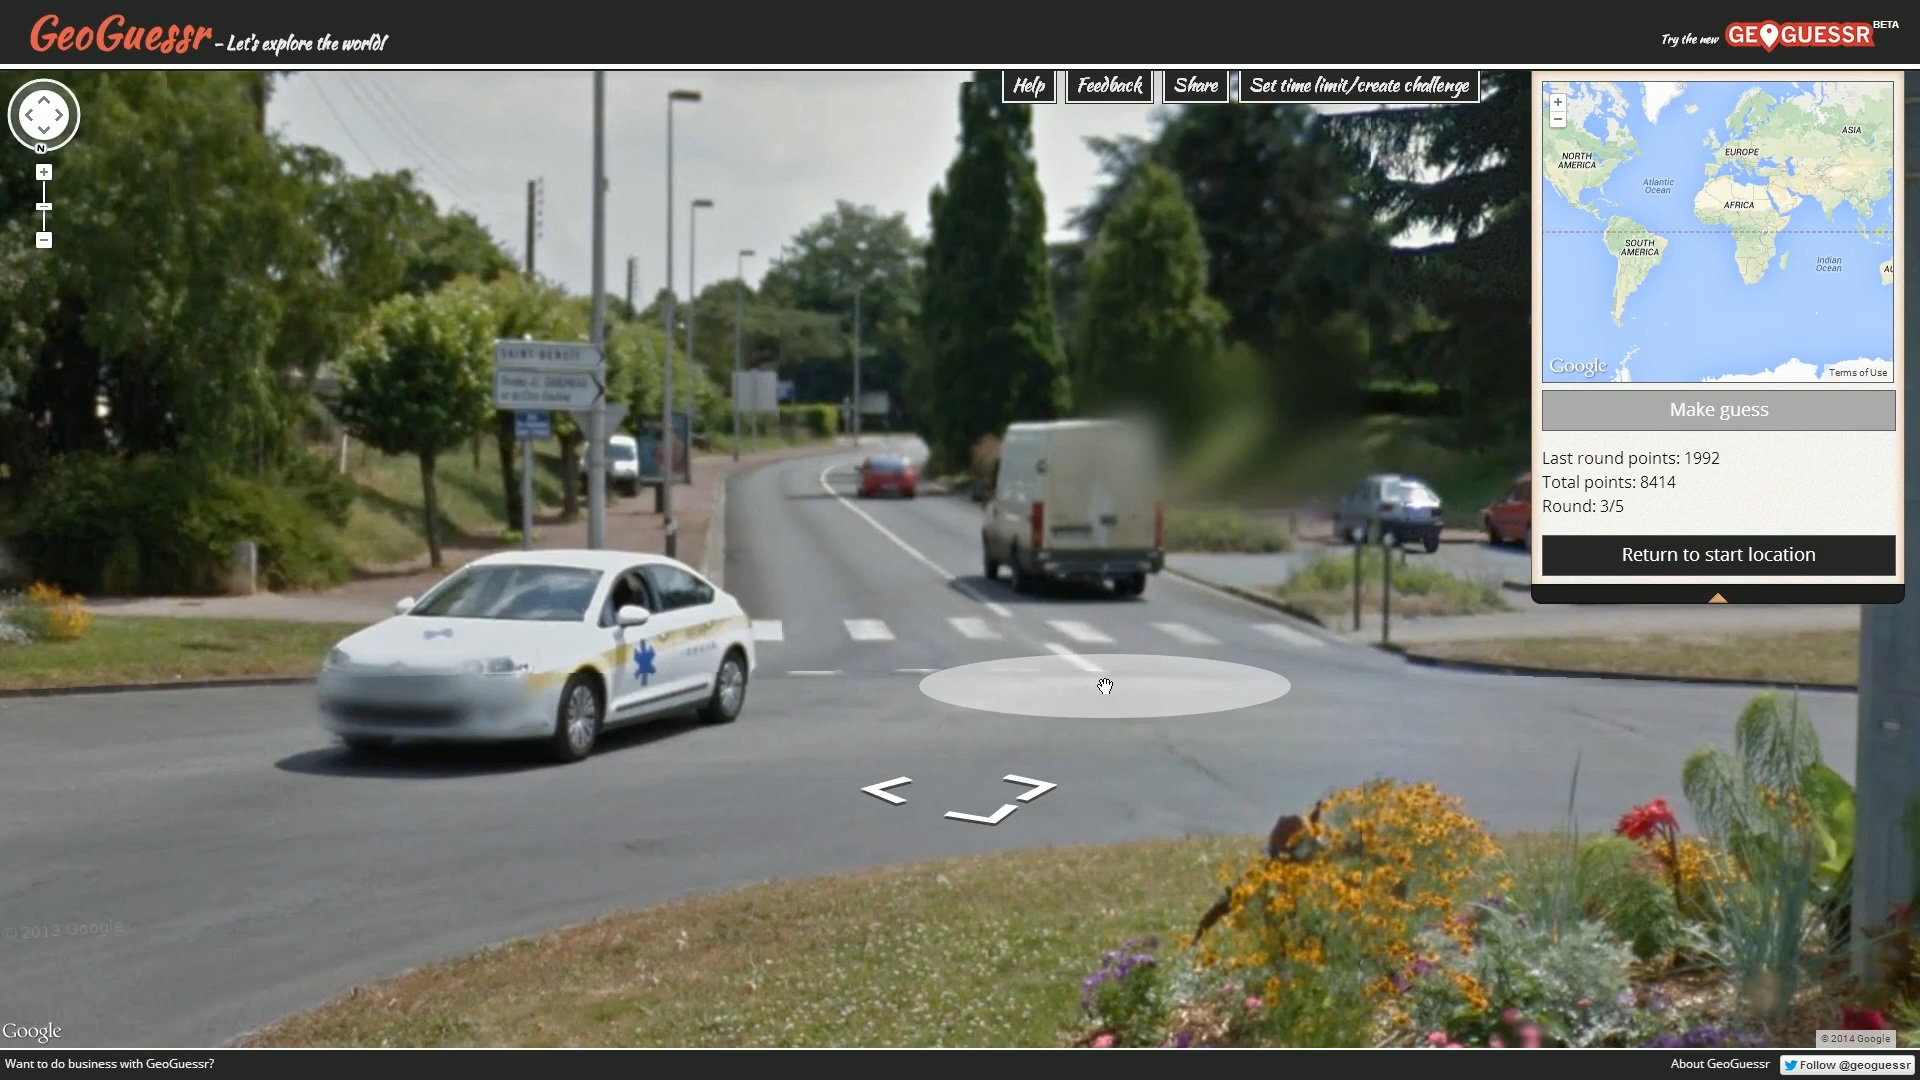 GeoGuessr – Let's explore the world!
Try the new GEOGUESSR BETA
Help
Feedback
Share
Set time limit/create challenge
N
SAINT-BENOÎT
+
−
NORTH AMERICA
Atlantic Ocean
EUROPE
ASIA
AFRICA
SOUTH AMERICA
Indian Ocean
AU
Google
Terms of Use
Make guess
Last round points: 1992
Total points: 8414
Round: 3/5
Return to start location
© 2013 Google
Google
© 2014 Google
Want to do business with GeoGuessr?
About GeoGuessr
Follow @geoguessr